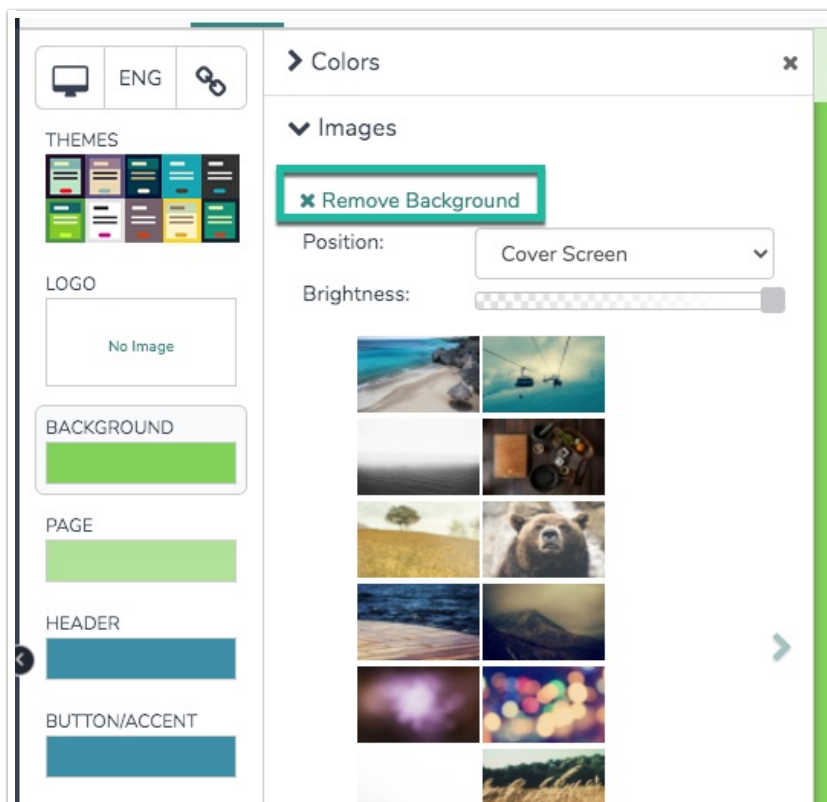 ENG
THEMES
LOGO
No Image
BACKGROUND
PAGE
HEADER
BUTTON/ACCENT
Colors
Images
Remove Background
Position:
Cover Screen
Brightness: